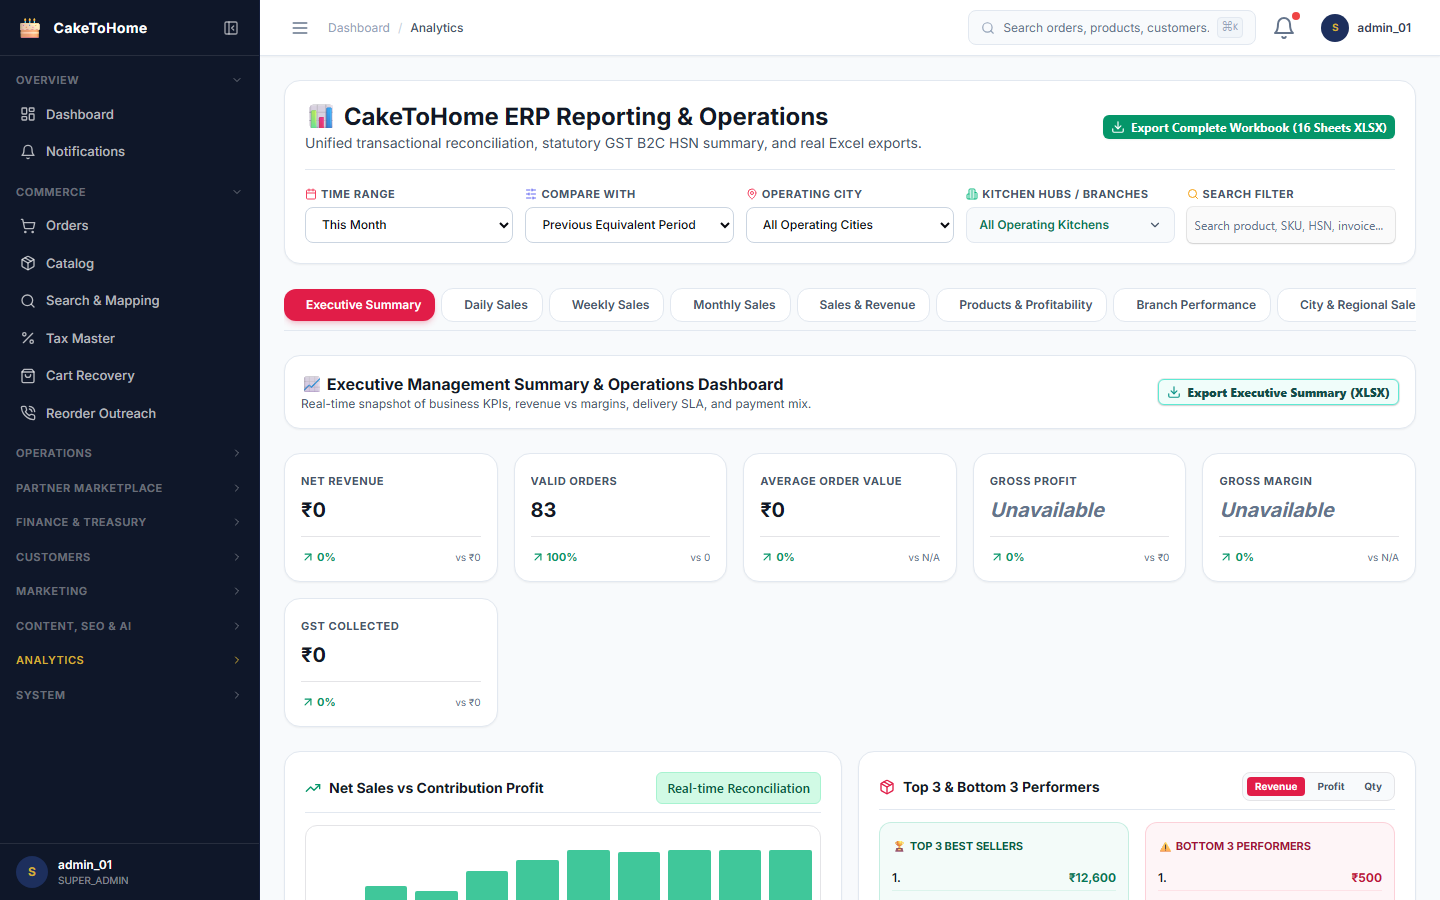 CakeToHome
Dashboard / Analytics
Search orders, products, customers. ⌘K
S admin_01
OVERVIEW
Dashboard
Notifications
COMMERCE
Orders
Catalog
Search & Mapping
Tax Master
Cart Recovery
Reorder Outreach
OPERATIONS
PARTNER MARKETPLACE
FINANCE & TREASURY
CUSTOMERS
MARKETING
CONTENT, SEO & AI
ANALYTICS
SYSTEM
S admin_01
SUPER_ADMIN
CakeToHome ERP Reporting & Operations
Unified transactional reconciliation, statutory GST B2C HSN summary, and real Excel exports.
Export Complete Workbook (16 Sheets XLSX)
TIME RANGE
This Month
COMPARE WITH
Previous Equivalent Period
OPERATING CITY
All Operating Cities
KITCHEN HUBS / BRANCHES
All Operating Kitchens
SEARCH FILTER
Search product, SKU, HSN, invoice...
Executive Summary
Daily Sales
Weekly Sales
Monthly Sales
Sales & Revenue
Products & Profitability
Branch Performance
City & Regional Sale
Executive Management Summary & Operations Dashboard
Real-time snapshot of business KPIs, revenue vs margins, delivery SLA, and payment mix.
Export Executive Summary (XLSX)
NET REVENUE
₹0
0% vs ₹0
VALID ORDERS
83
100% vs 0
AVERAGE ORDER VALUE
₹0
0% vs N/A
GROSS PROFIT
Unavailable
0% vs ₹0
GROSS MARGIN
Unavailable
0% vs N/A
GST COLLECTED
₹0
0% vs ₹0
Net Sales vs Contribution Profit
Real-time Reconciliation
Top 3 & Bottom 3 Performers
Revenue Profit Qty
TOP 3 BEST SELLERS
1. ₹12,600
BOTTOM 3 PERFORMERS
1. ₹500